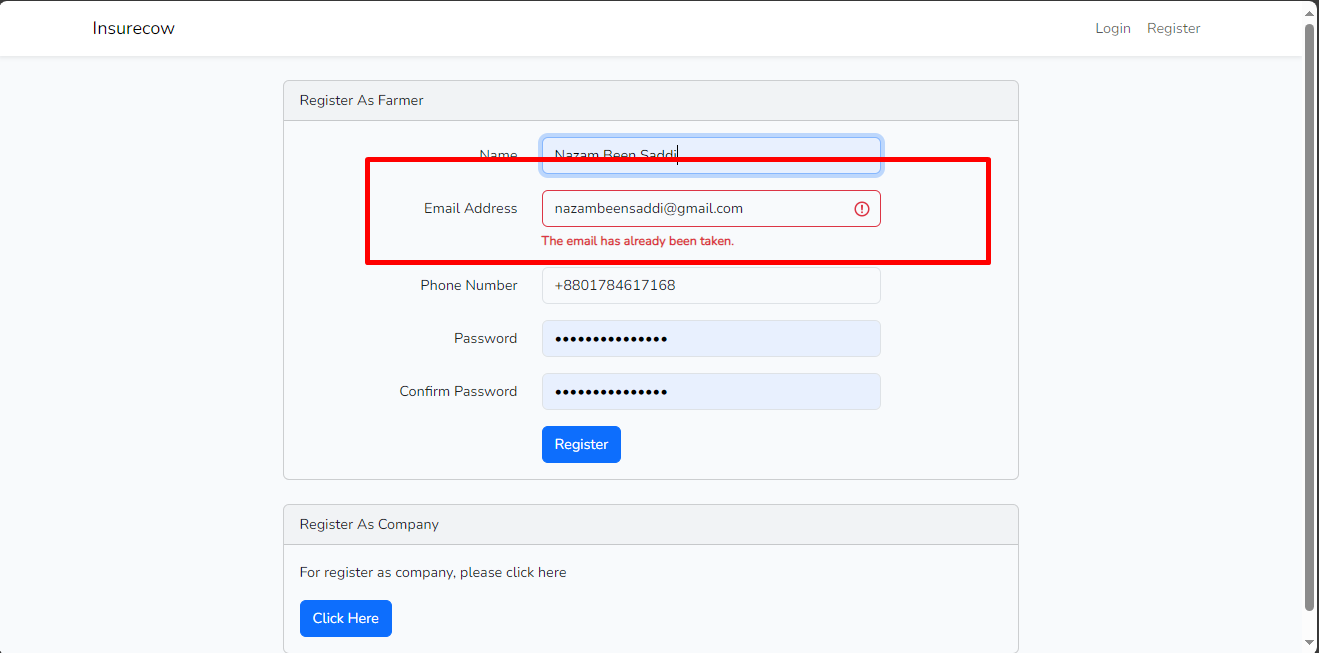 Insurecow
Login Register
Register As Farmer
Name Nazam Been Saddi
Email Address nazambeensaddi@gmail.com
The email has already been taken.
Phone Number +8801784617168
Password •••••••••••••••
Confirm Password •••••••••••••••
Register
Register As Company
For register as company, please click here
Click Here